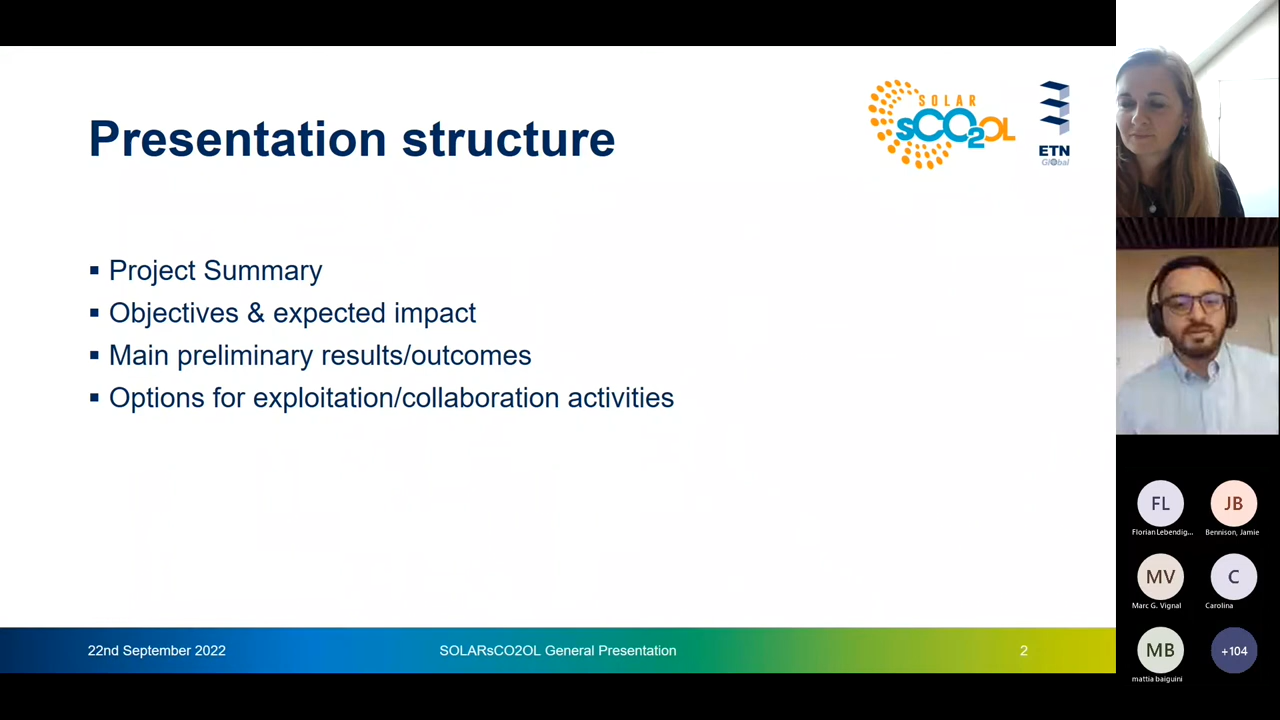 Presentation structure
SOLAR
sCO2OL
ETN
Global
▪ Project Summary
▪ Objectives & expected impact
▪ Main preliminary results/outcomes
▪ Options for exploitation/collaboration activities
22nd September 2022
SOLARsCO2OL General Presentation
2
FL
JB
Florian Lebendig...
Bennison, Jamie
MV
C
Marc G. Vignal
Carolina
MB
+104
mattia baiguini